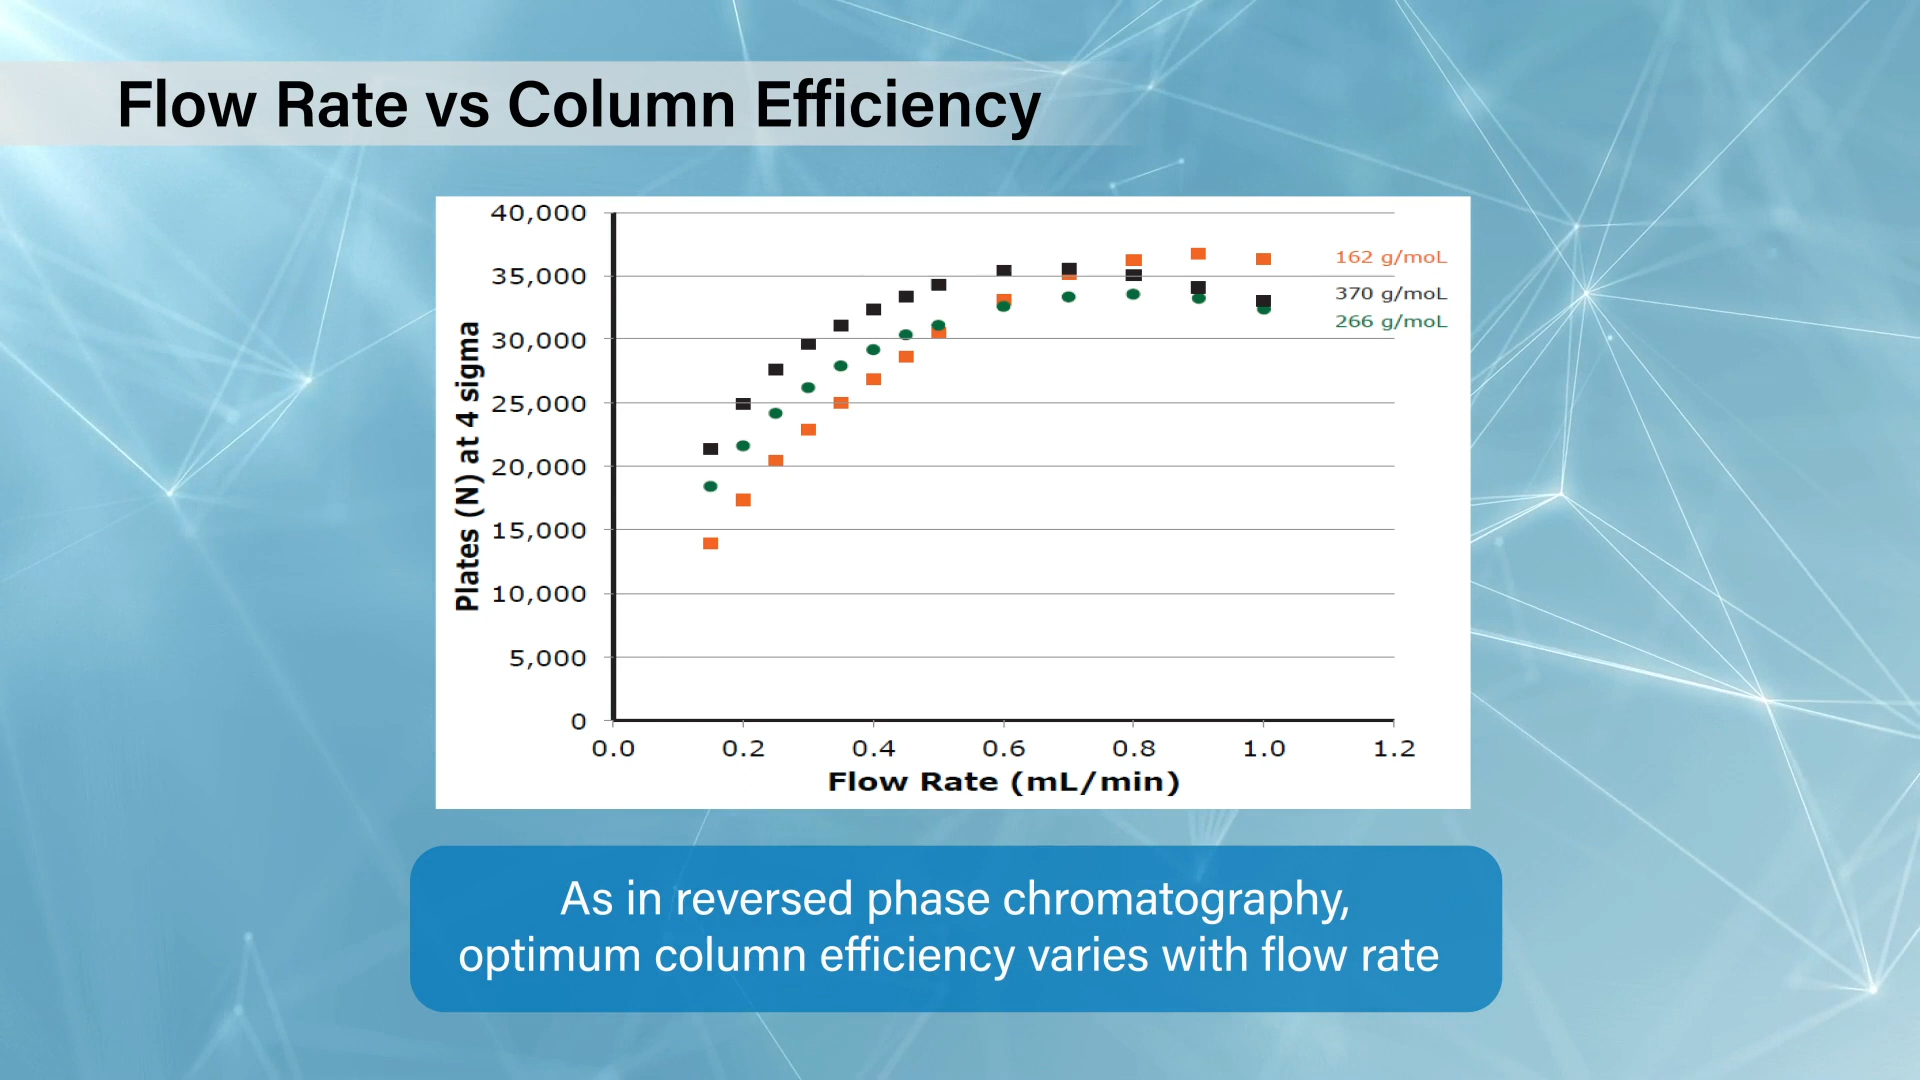 Flow Rate vs Column Efficiency
40,000
35,000
30,000
25,000
20,000
15,000
10,000
5,000
0
Plates (N) at 4 sigma
162 g/moL
370 g/moL
266 g/moL
0.0 0.2 0.4 0.6 0.8 1.0 1.2
Flow Rate (mL/min)
As in reversed phase chromatography,
optimum column efficiency varies with flow rate